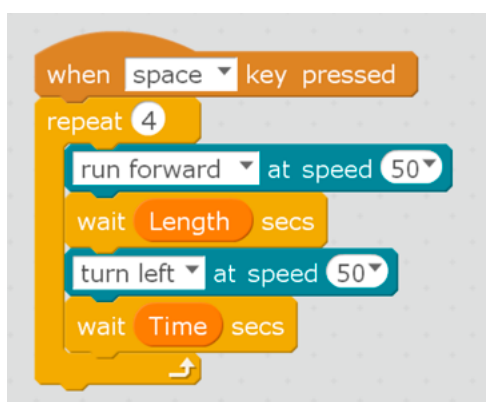 when space key pressed
repeat 4
run forward at speed 50
wait Length secs
turn left at speed 50
wait Time secs